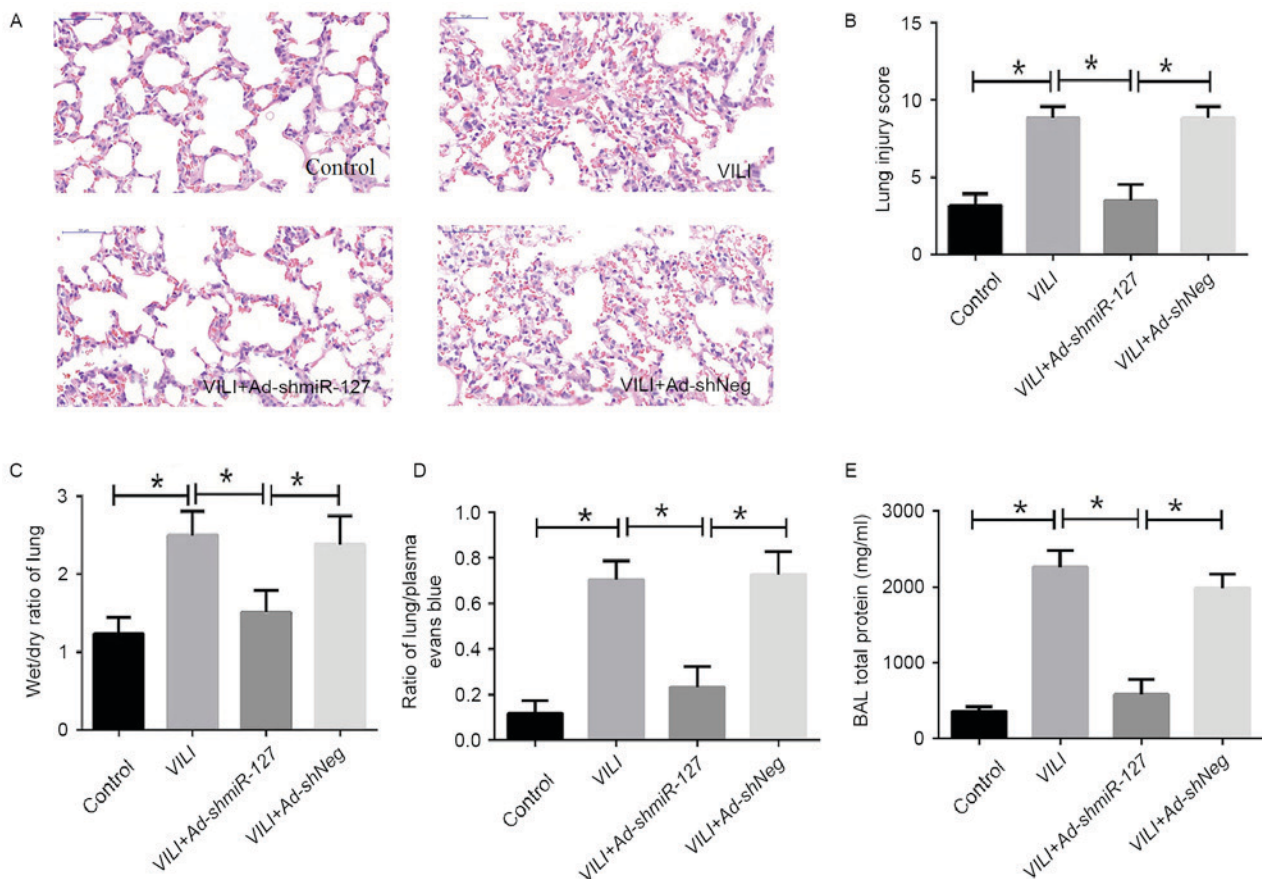 A
Control
VILI
VILI+Ad-shmiR-127
VILI+Ad-shNeg
B
Lung injury score
15
10
5
0
* * *
Control
VILI
VILI+Ad-shmiR-127
VILI+Ad-shNeg
C
Wet/dry ratio of lung
3
2
1
0
* * *
Control
VILI
VILI+Ad-shmiR-127
VILI+Ad-shNeg
D
Ratio of lung/plasma
evans blue
1.0
0.8
0.6
0.4
0.2
0.0
* * *
Control
VILI
VILI+Ad-shmiR-127
VILI+Ad-shNeg
E
BAL total protein (mg/ml)
3000
2000
1000
0
* * *
Control
VILI
VILI+Ad-shmiR-127
VILI+Ad-shNeg